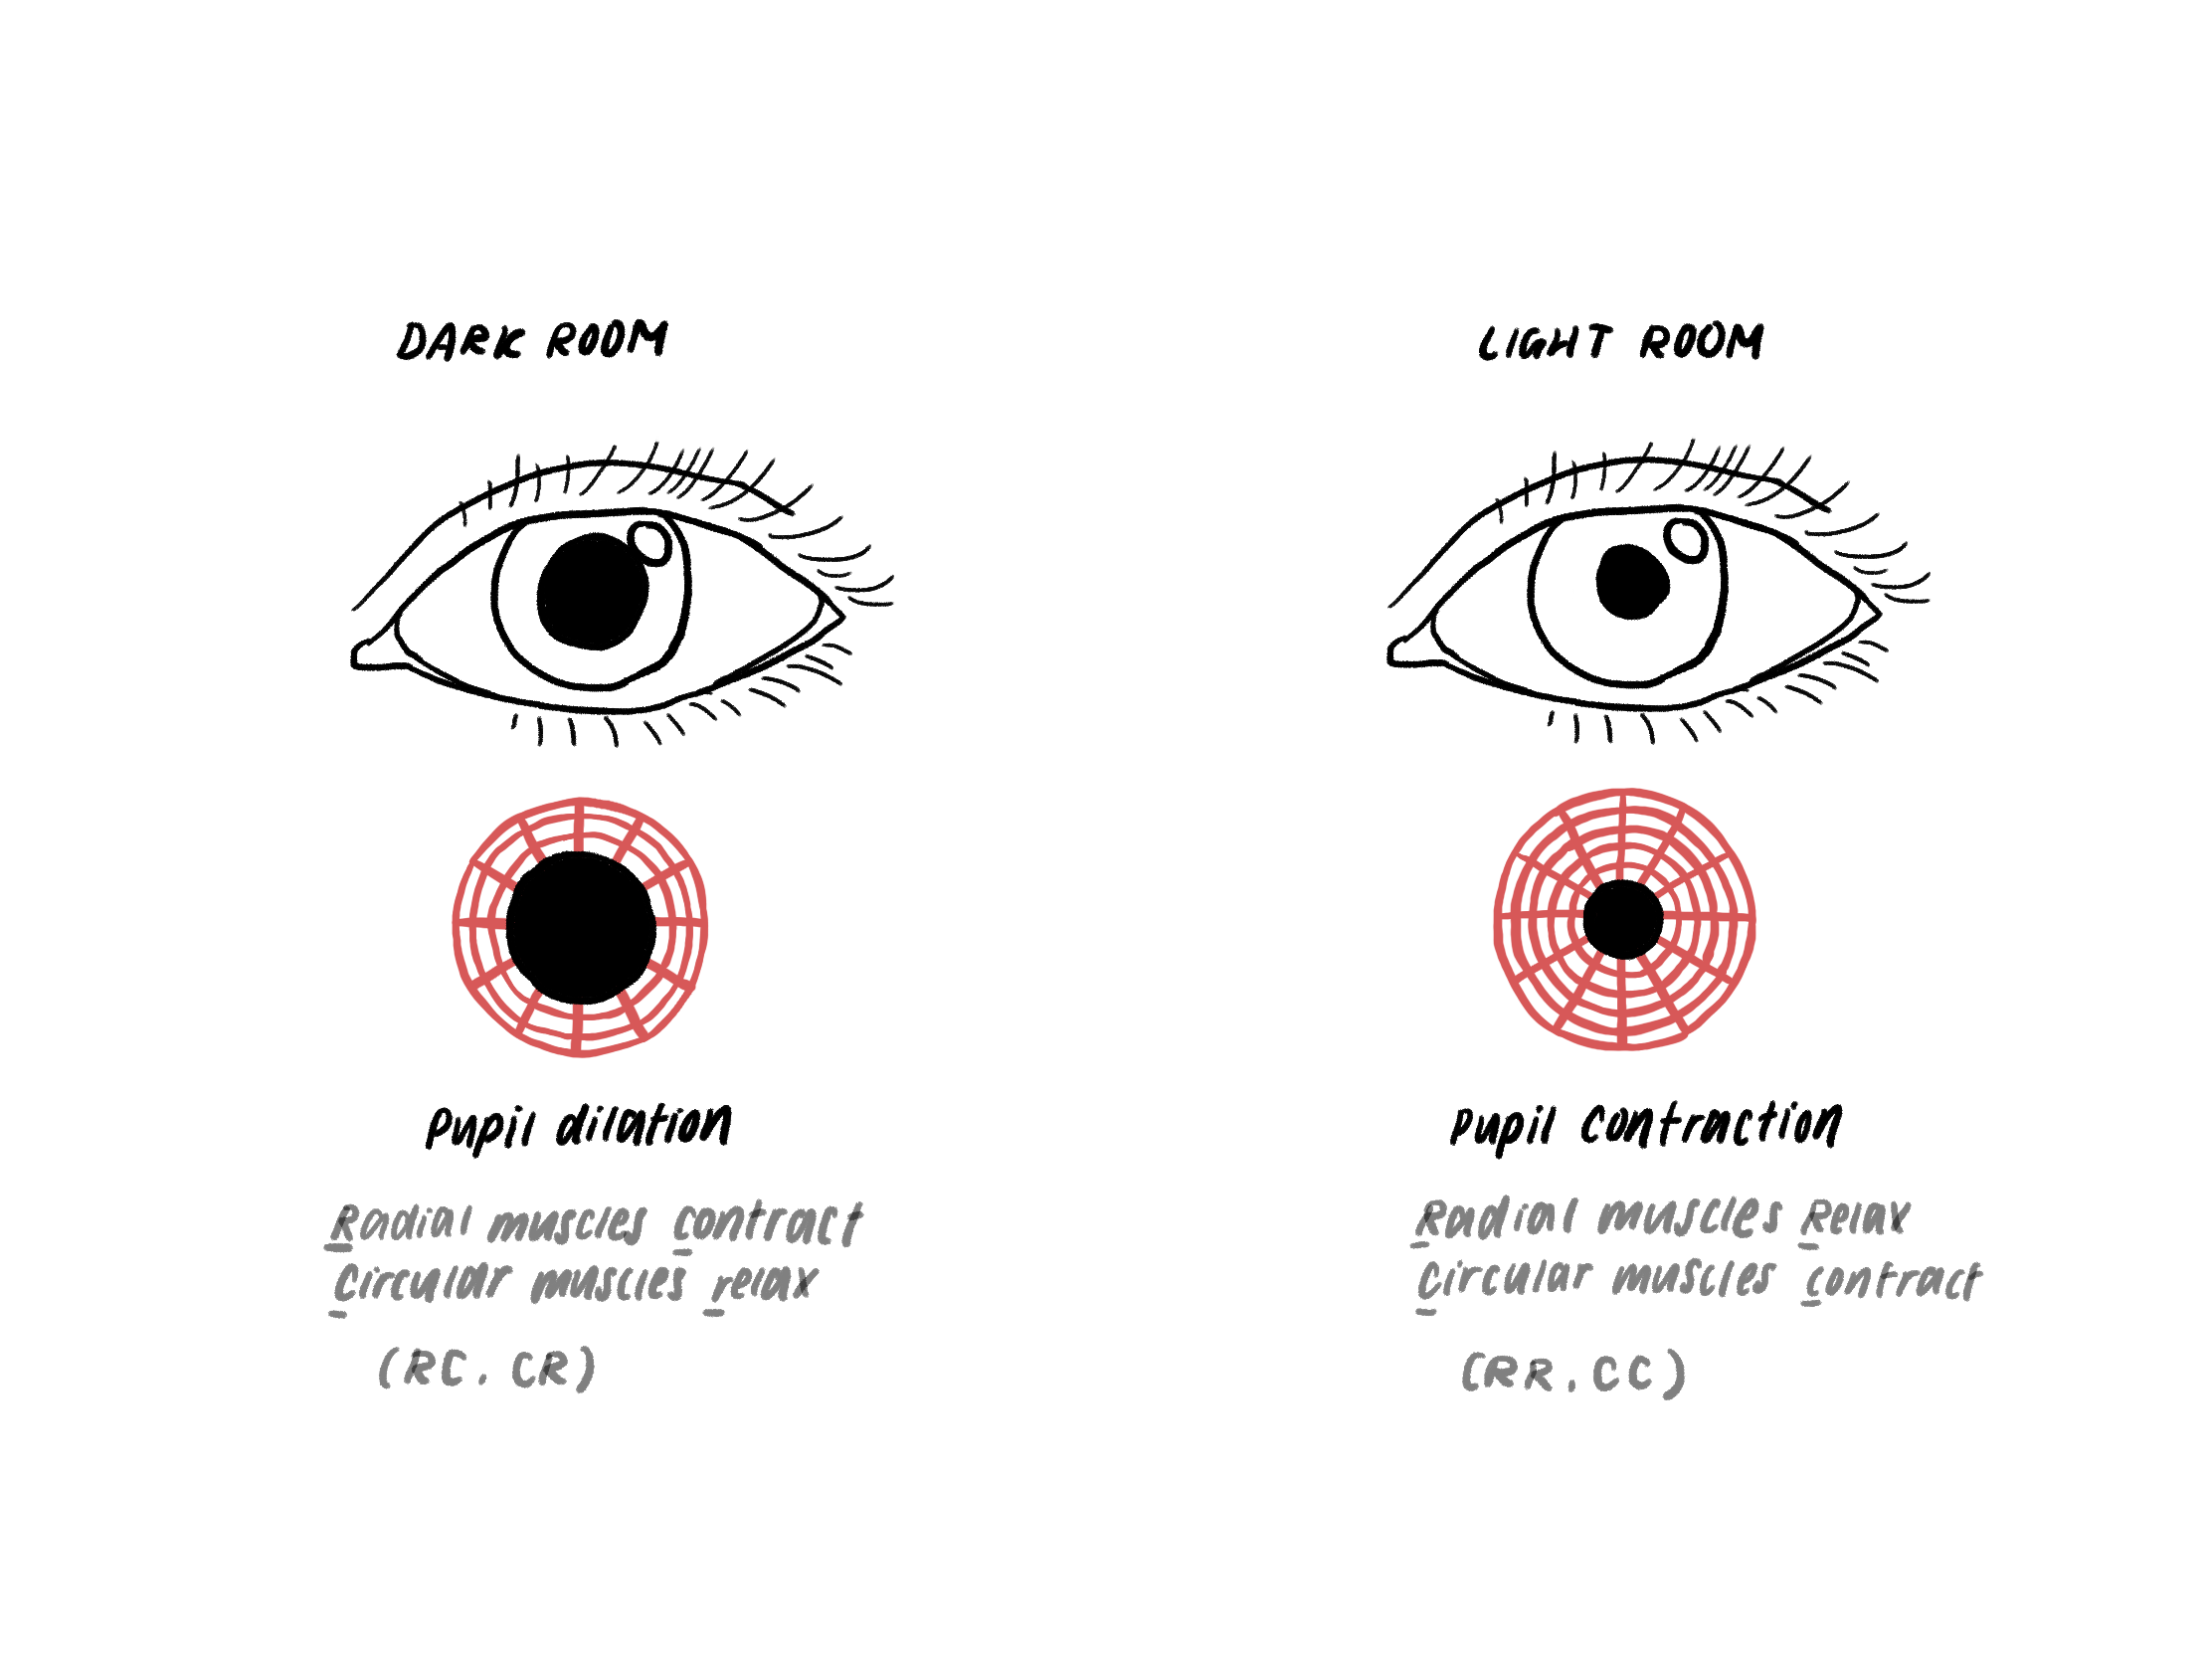 DARK ROOM
Pupil dilation
Radial muscles contract
Circular muscles relax
(RC. CR)
LIGHT ROOM
Pupil Contraction
Radial muscles Relax
Circular muscles contract
(RR. CC)